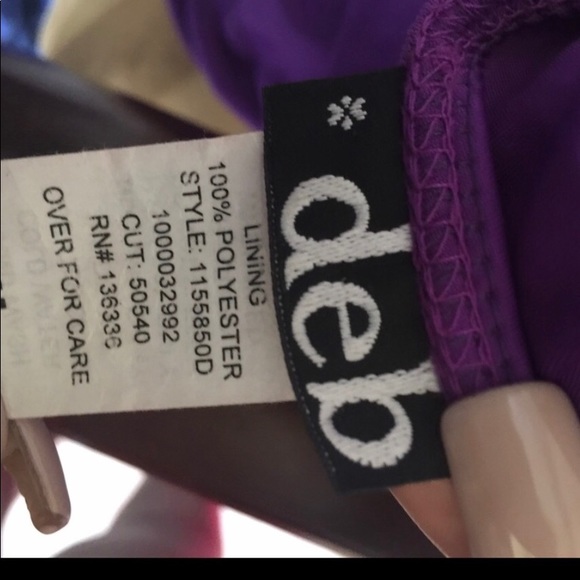 deb
LINING
100% POLYESTER
STYLE: 1155850D
1000032992
CUT: 50540
RN# 136336
OVER FOR CARE